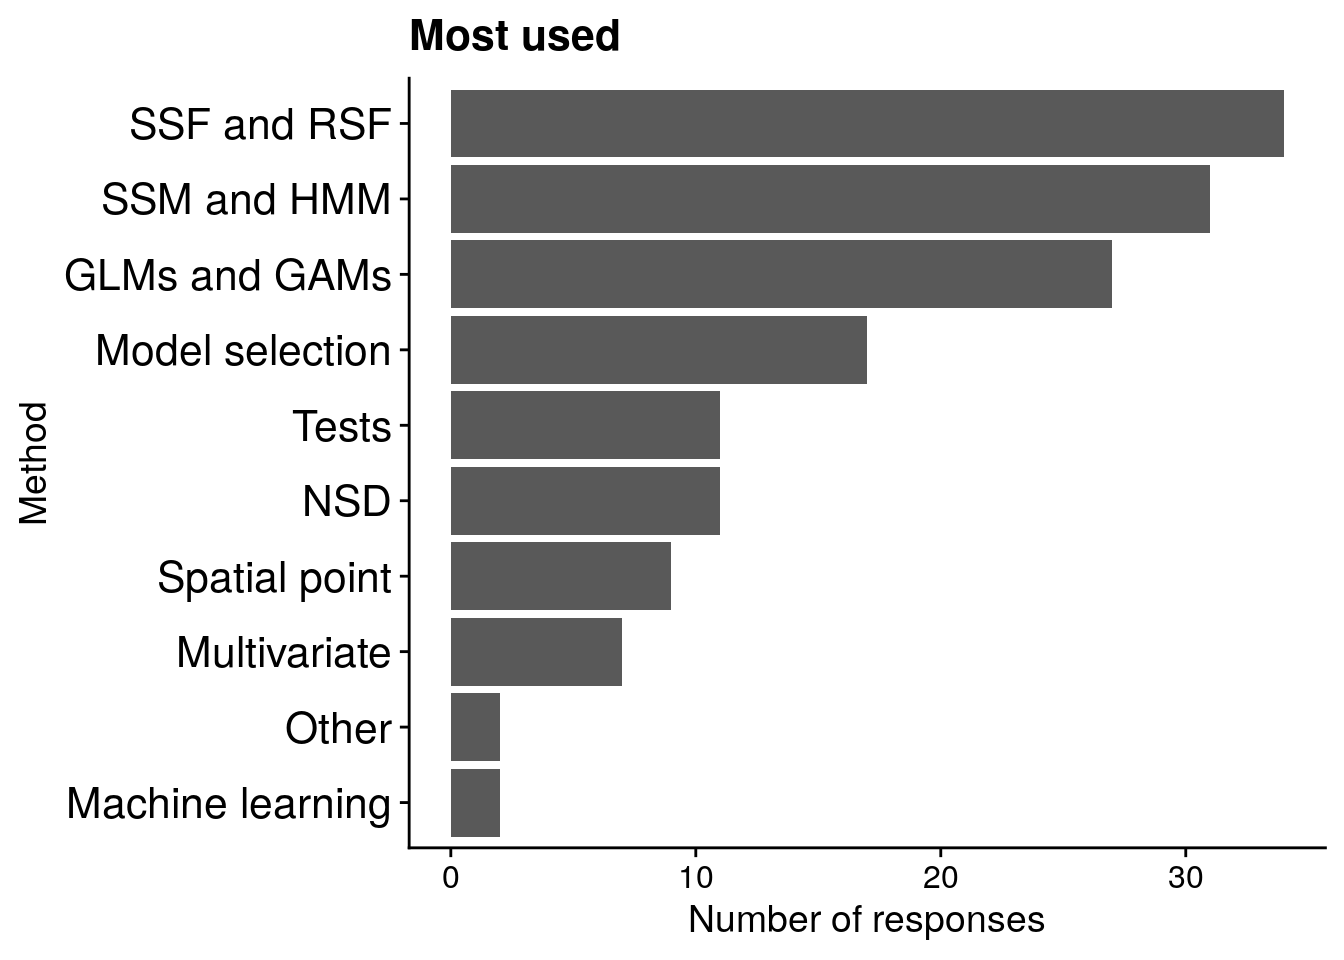 Most used
SSF and RSF
SSM and HMM
GLMs and GAMs
Model selection
Tests
NSD
Spatial point
Multivariate
Other
Machine learning
Method
0 10 20 30
Number of responses